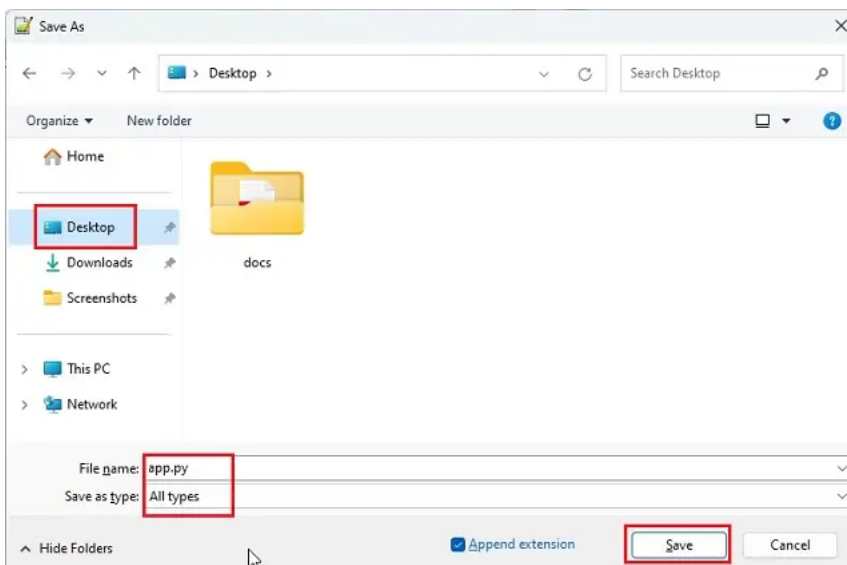 Save As
Desktop
Search Desktop
Organize
New folder
Home
Desktop
Downloads
Screenshots
This PC
Network
docs
File name: app.py
Save as type: All types
Hide Folders
Append extension
Save
Cancel